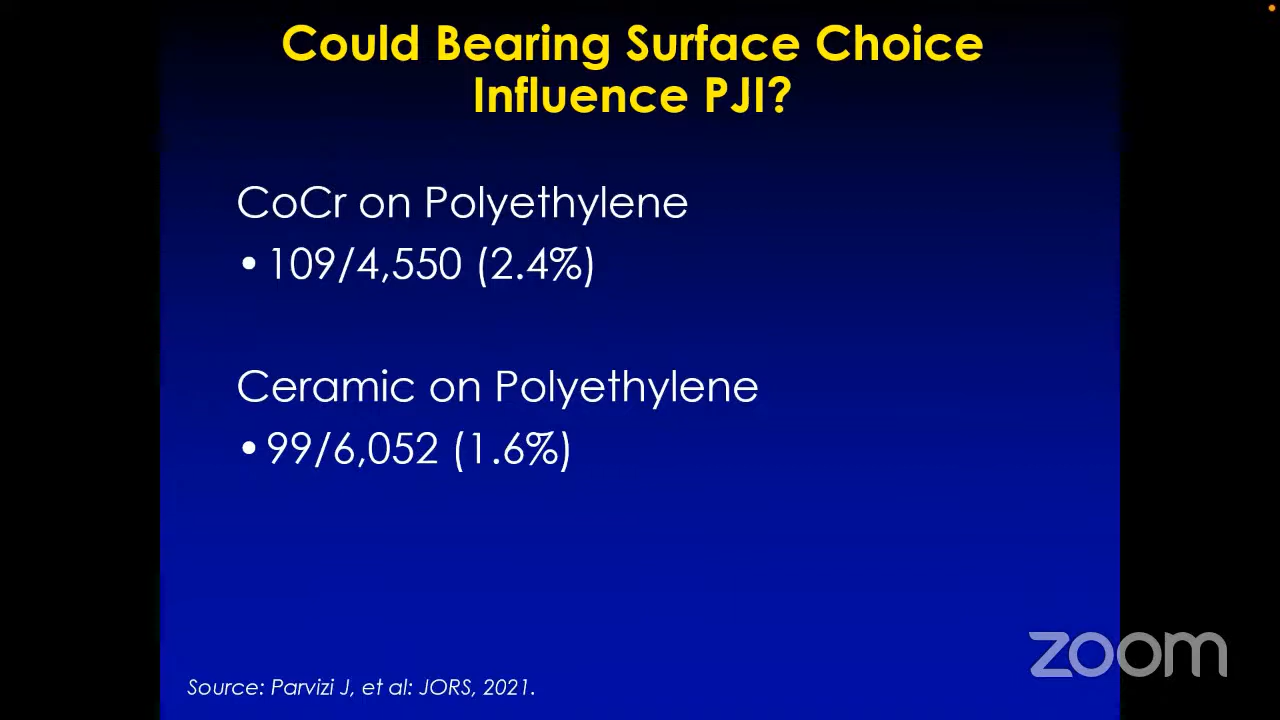 Could Bearing Surface Choice
Influence PJI?
CoCr on Polyethylene
• 109/4,550 (2.4%)
Ceramic on Polyethylene
• 99/6,052 (1.6%)
zoom
Source: Parvizi J, et al: JORS, 2021.